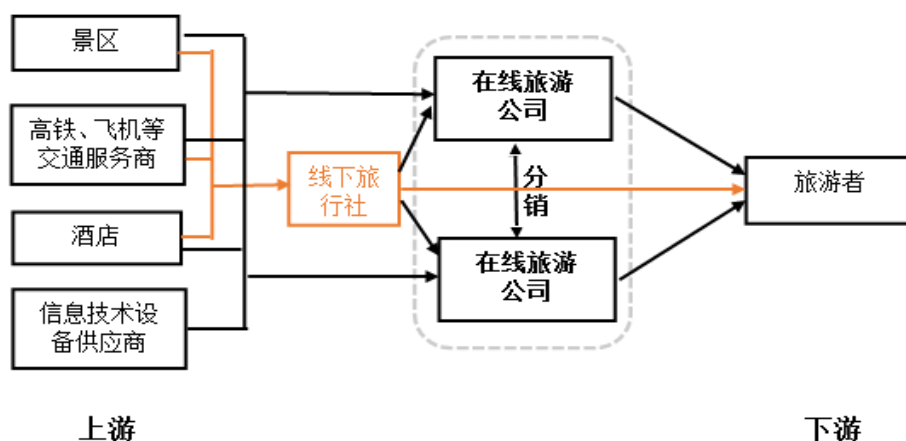 景区
高铁、飞机等
交通服务商
酒店
信息技术设
备供应商
线下旅
行社
在线旅游
公司
分
销
在线旅游
公司
旅游者
上游
下游